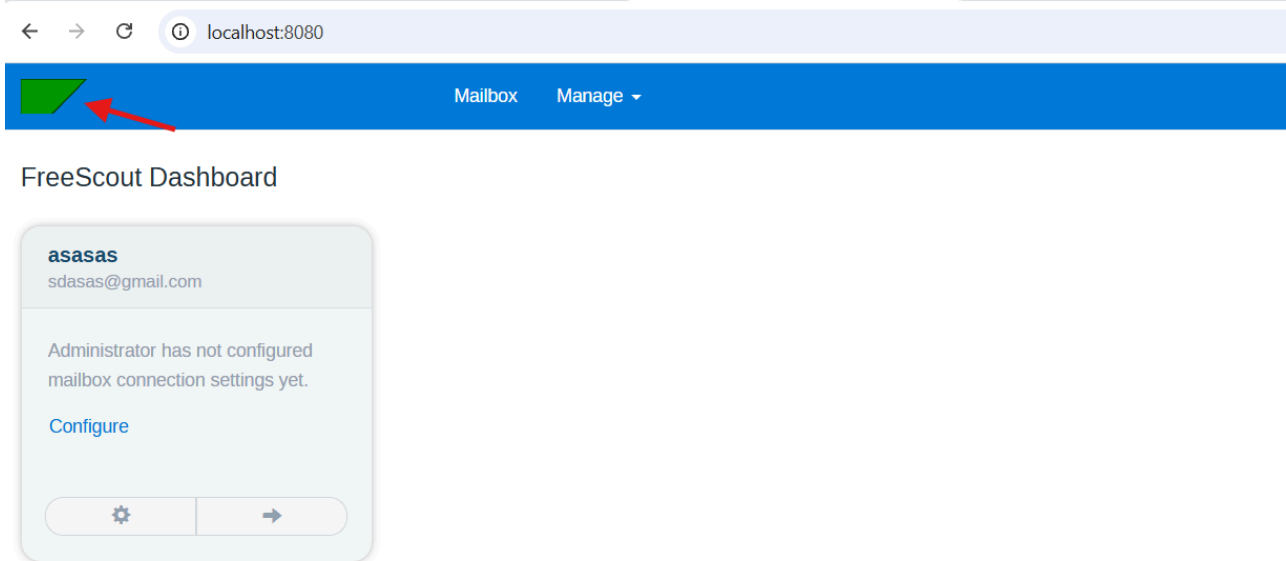 localhost:8080
Mailbox Manage
FreeScout Dashboard
asasas
sdasas@gmail.com
Administrator has not configured
mailbox connection settings yet.
Configure